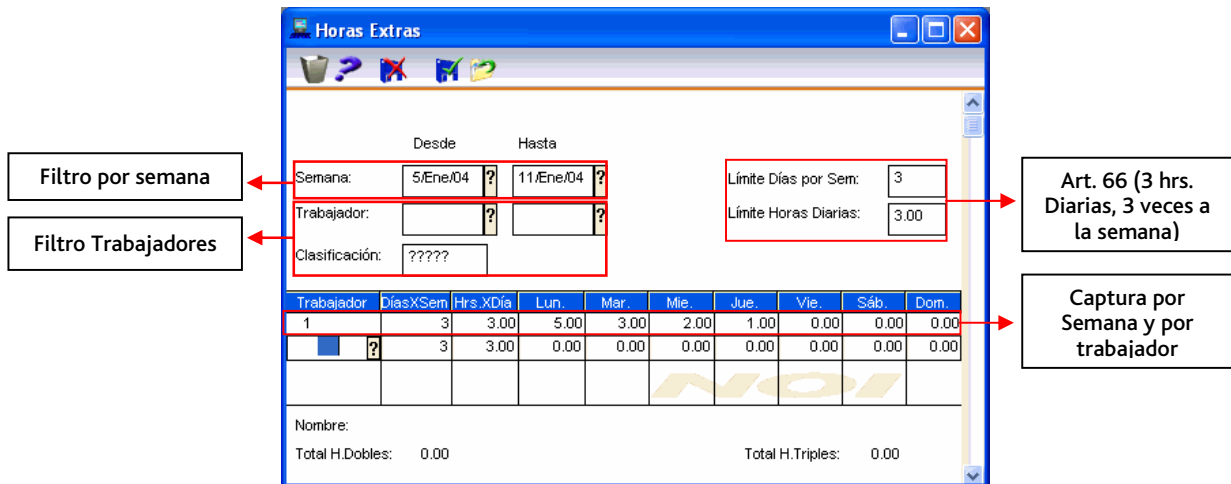 Horas Extras
Desde Hasta
Semana: 5/Ene/04 ? 11/Ene/04 ?
Trabajador: ? ?
Clasificación: ?????
Límite Días por Sem: 3
Límite Horas Diarias: 3.00
Filtro por semana
Filtro Trabajadores
Art. 66 (3 hrs.
Diarias, 3 veces a
la semana)
Trabajador DíasXSem Hrs.XDía Lun. Mar. Mie. Jue. Vie. Sáb. Dom.
1 3 3.00 5.00 3.00 2.00 1.00 0.00 0.00 0.00
? 3 3.00 0.00 0.00 0.00 0.00 0.00 0.00 0.00
NOI
Captura por
Semana y por
trabajador
Nombre:
Total H.Dobles: 0.00 Total H.Triples: 0.00